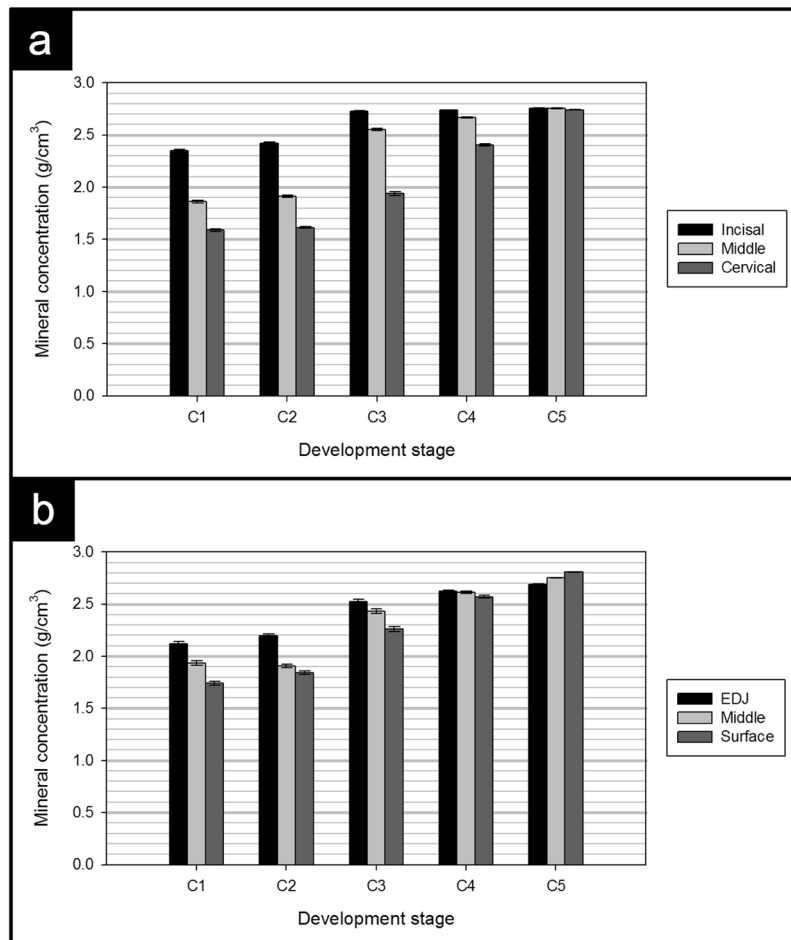 a
3.0
2.5
2.0
1.5
1.0
0.5
0.0
Mineral concentration (g/cm³)
C1 C2 C3 C4 C5
Development stage
Incisal
Middle
Cervical
b
3.0
2.5
2.0
1.5
1.0
0.5
0.0
Mineral concentration (g/cm³)
C1 C2 C3 C4 C5
Development stage
EDJ
Middle
Surface